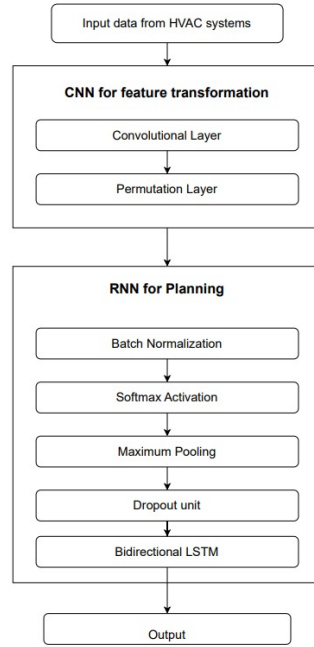 Input data from HVAC systems
CNN for feature transformation
Convolutional Layer
Permutation Layer
RNN for Planning
Batch Normalization
Softmax Activation
Maximum Pooling
Dropout unit
Bidirectional LSTM
Output